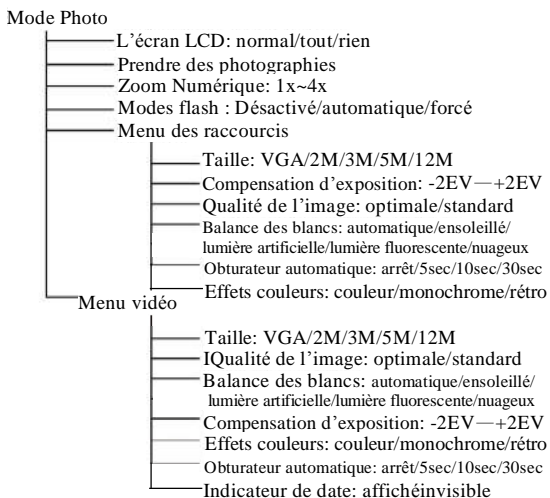 Mode Photo
L'écran LCD: normal/tout/rien
Prendre des photographies
Zoom Numérique: 1x~4x
Modes flash : Désactivé/automatique/forcé
Menu des raccourcis
Taille: VGA/2M/3M/5M/12M
Compensation d'exposition: -2EV—+2EV
Qualité de l'image: optimale/standard
Balance des blancs: automatique/ensoleillé/
lumière artificielle/lumière fluorescente/nuageux
Obturateur automatique: arrêt/5sec/10sec/30sec
Effets couleurs: couleur/monochrome/rétro
Menu vidéo
Taille: VGA/2M/3M/5M/12M
IQualité de l'image: optimale/standard
Balance des blancs: automatique/ensoleillé/
lumière artificielle/lumière fluorescente/nuageux
Compensation d'exposition: -2EV—+2EV
Effets couleurs: couleur/monochrome/rétro
Obturateur automatique: arrêt/5sec/10sec/30sec
Indicateur de date: affichéinvisible